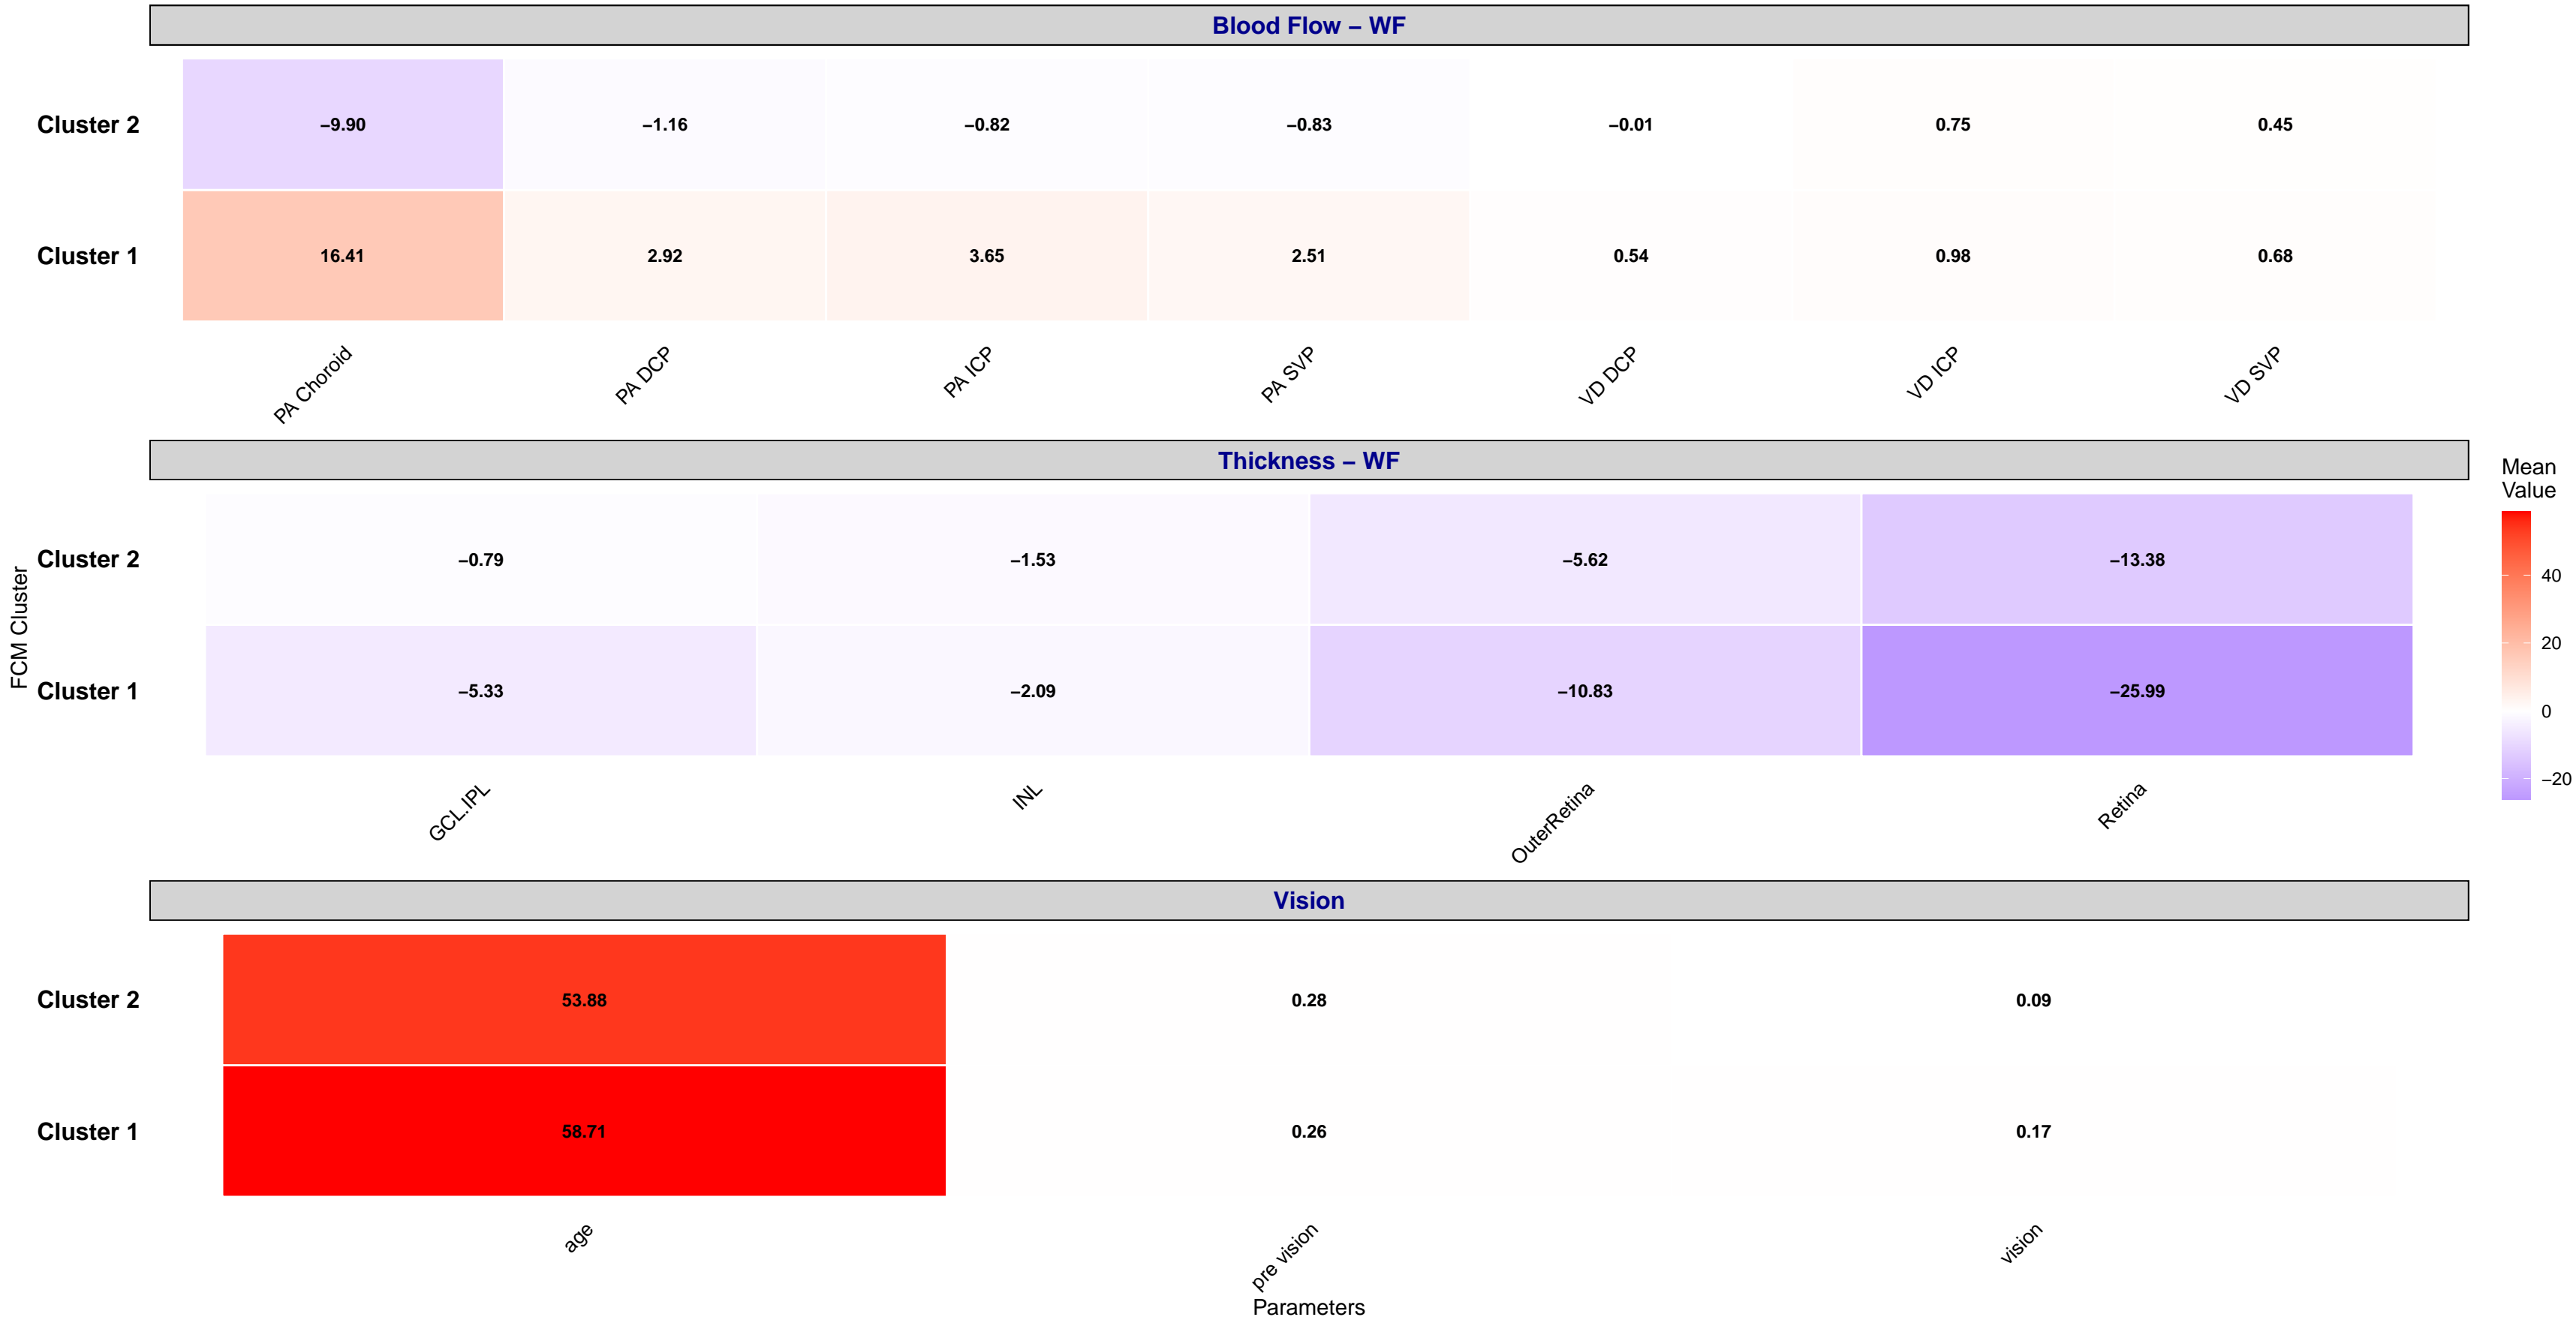 Blood Flow – WF
Cluster 2
–9.90 –1.16 –0.82 –0.83 –0.01 0.75 0.45
Cluster 1
16.41 2.92 3.65 2.51 0.54 0.98 0.68
PA Choroid PA DCP PA ICP PA SVP VD DCP VD ICP VD SVP
Thickness – WF
FCM Cluster
Cluster 2
–0.79 –1.53 –5.62 –13.38
Cluster 1
–5.33 –2.09 –10.83 –25.99
GCL.IPL INL OuterRetina Retina
Mean
Value
40
20
0
–20
Vision
Cluster 2
53.88 0.28 0.09
Cluster 1
58.71 0.26 0.17
age pre vision vision
Parameters